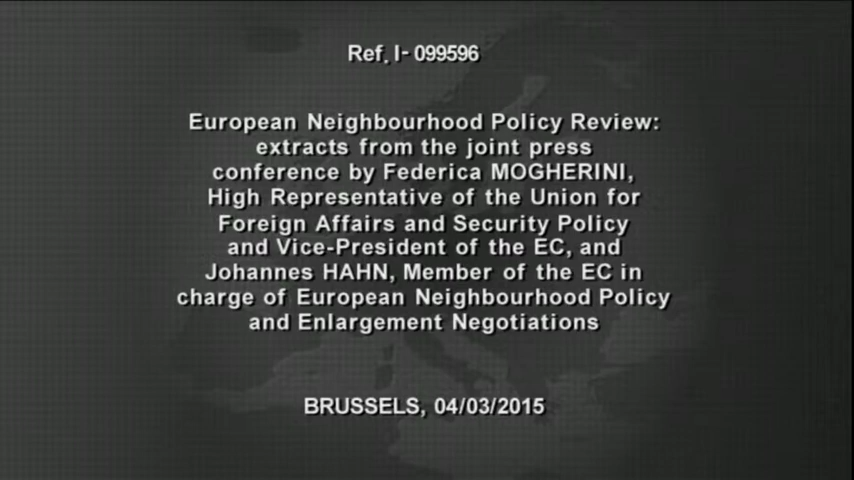 Ref. I- 099596
European Neighbourhood Policy Review:
extracts from the joint press
conference by Federica MOGHERINI,
High Representative of the Union for
Foreign Affairs and Security Policy
and Vice-President of the EC, and
Johannes HAHN, Member of the EC in
charge of European Neighbourhood Policy
and Enlargement Negotiations
BRUSSELS, 04/03/2015